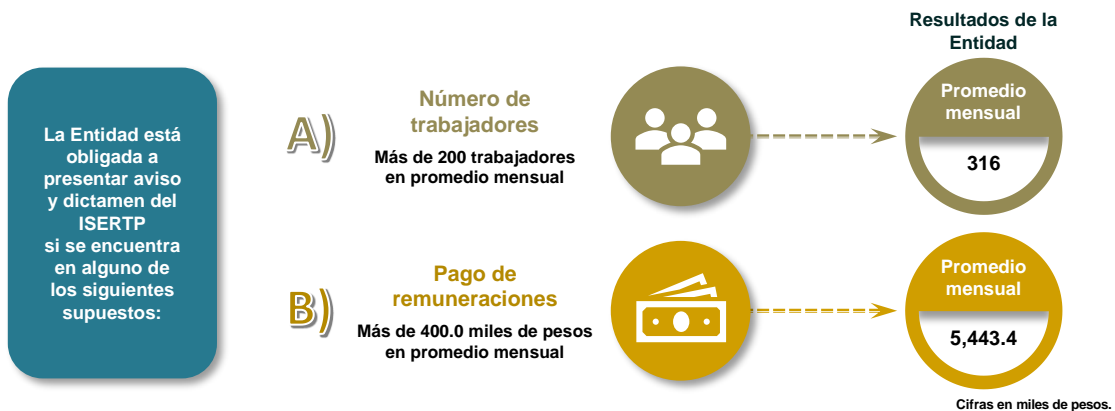 La Entidad está
obligada a
presentar aviso
y dictamen del
ISERTP
si se encuentra
en alguno de
los siguientes
supuestos:
A)
Número de
trabajadores
Más de 200 trabajadores
en promedio mensual
Resultados de la
Entidad
Promedio
mensual
316
B)
Pago de
remuneraciones
Más de 400.0 miles de pesos
en promedio mensual
Promedio
mensual
5,443.4
Cifras en miles de pesos.